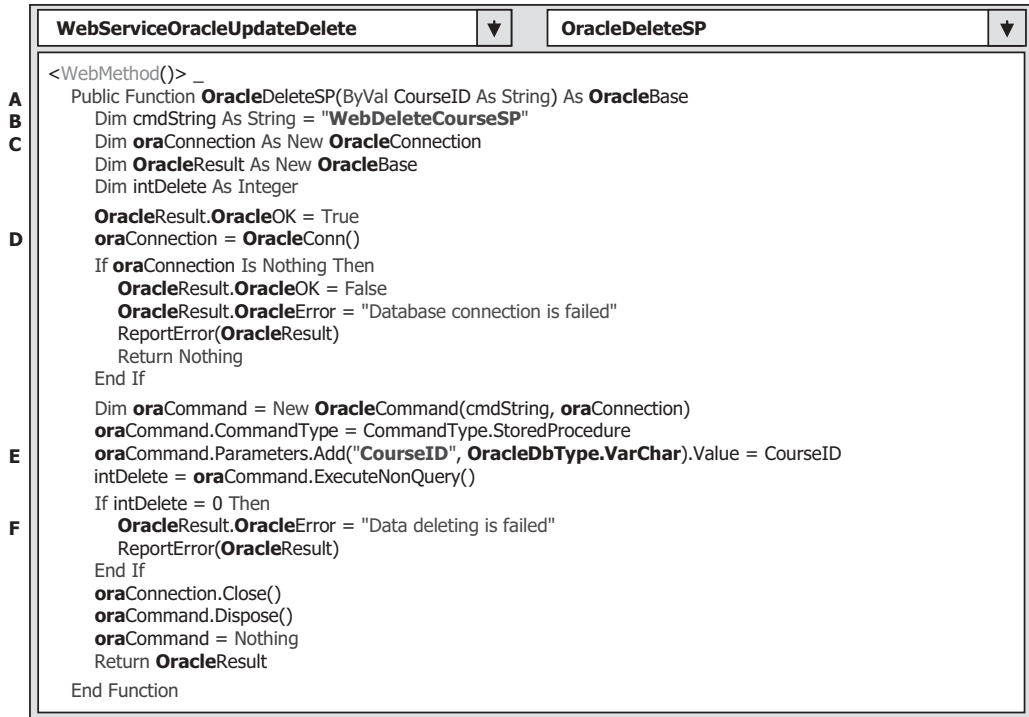 WebServiceOracleUpdateDelete OracleDeleteSP
<WebMethod()> _
A Public Function OracleDeleteSP(ByVal CourseID As String) As OracleBase
B Dim cmdString As String = "WebDeleteCourseSP"
C Dim oraConnection As New OracleConnection
Dim OracleResult As New OracleBase
Dim intDelete As Integer
OracleResult.OracleOK = True
D oraConnection = OracleConn()
If oraConnection Is Nothing Then
OracleResult.OracleOK = False
OracleResult.OracleError = "Database connection is failed"
ReportError(OracleResult)
Return Nothing
End If
Dim oraCommand = New OracleCommand(cmdString, oraConnection)
oraCommand.CommandType = CommandType.StoredProcedure
E oraCommand.Parameters.Add("CourseID", OracleDbType.VarChar).Value = CourseID
intDelete = oraCommand.ExecuteNonQuery()
If intDelete = 0 Then
F OracleResult.OracleError = "Data deleting is failed"
ReportError(OracleResult)
End If
oraConnection.Close()
oraCommand.Dispose()
oraCommand = Nothing
Return OracleResult
End Function